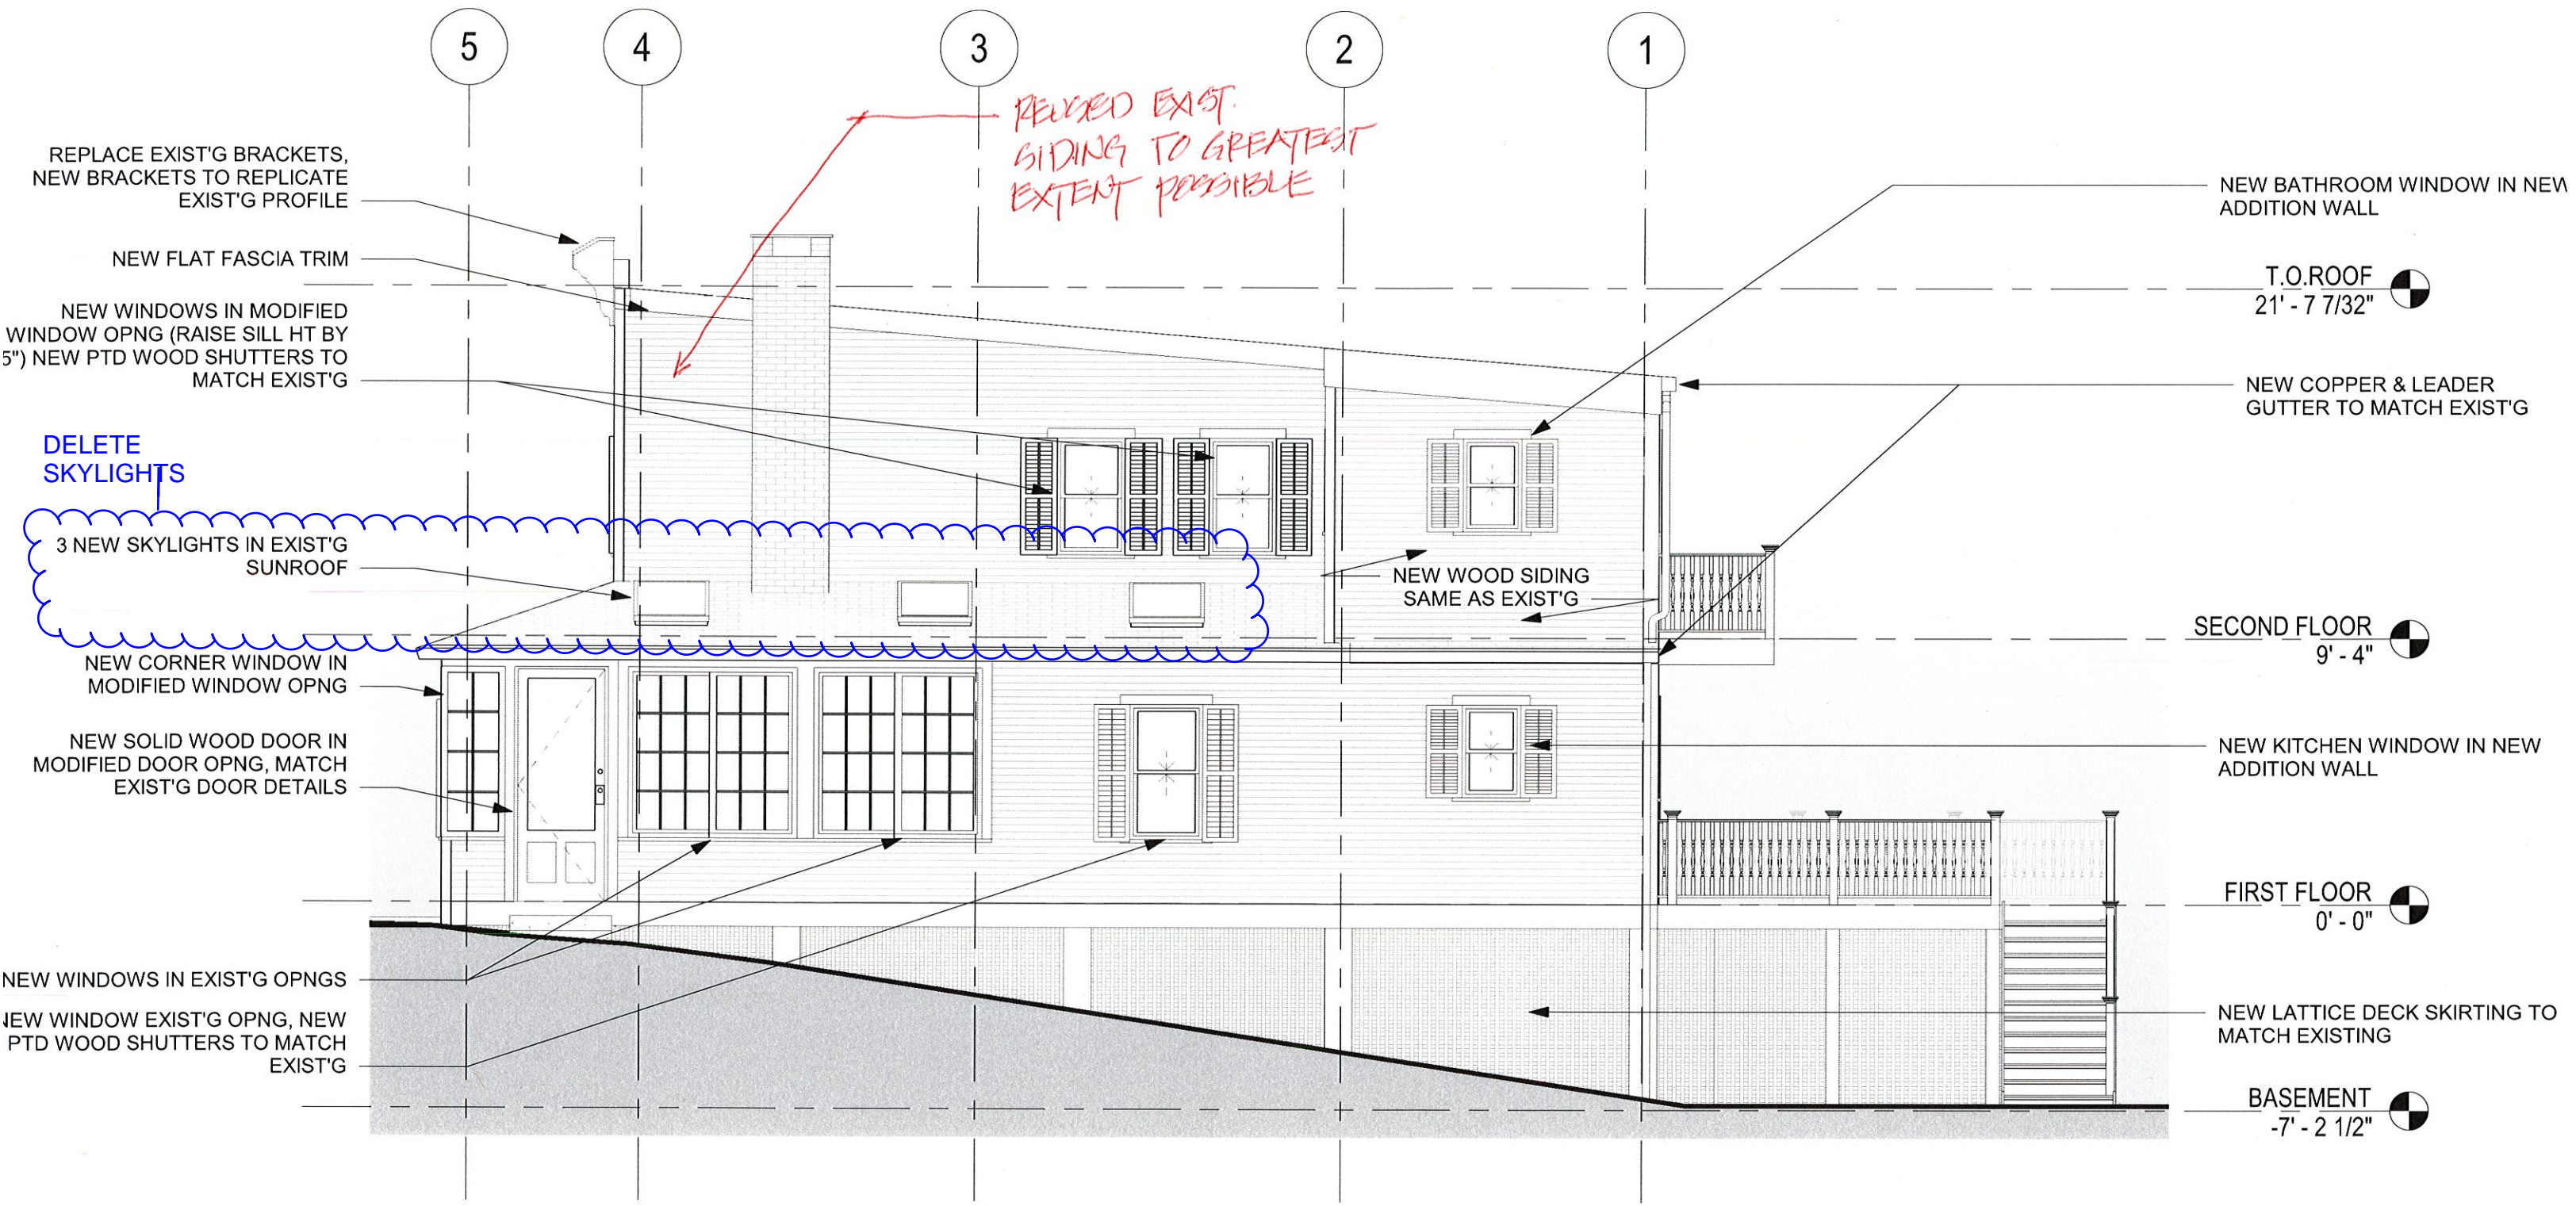 5
4
3
2
1
REUSED EXIST.
SIDING TO GREATEST
EXTENT POSSIBLE
REPLACE EXIST'G BRACKETS,
NEW BRACKETS TO REPLICATE
EXIST'G PROFILE
NEW FLAT FASCIA TRIM
NEW WINDOWS IN MODIFIED
WINDOW OPNG (RAISE SILL HT BY
5") NEW PTD WOOD SHUTTERS TO
MATCH EXIST'G
DELETE
SKYLIGHTS
3 NEW SKYLIGHTS IN EXIST'G
SUNROOF
NEW CORNER WINDOW IN
MODIFIED WINDOW OPNG
NEW SOLID WOOD DOOR IN
MODIFIED DOOR OPNG, MATCH
EXIST'G DOOR DETAILS
NEW WINDOWS IN EXIST'G OPNGS
NEW WINDOW EXIST'G OPNG, NEW
PTD WOOD SHUTTERS TO MATCH
EXIST'G
NEW WOOD SIDING
SAME AS EXIST'G
NEW BATHROOM WINDOW IN NEW
ADDITION WALL
T.O.ROOF
21' - 7 7/32"
NEW COPPER & LEADER
GUTTER TO MATCH EXIST'G
SECOND FLOOR
9' - 4"
NEW KITCHEN WINDOW IN NEW
ADDITION WALL
FIRST FLOOR
0' - 0"
NEW LATTICE DECK SKIRTING TO
MATCH EXISTING
BASEMENT
-7' - 2 1/2"